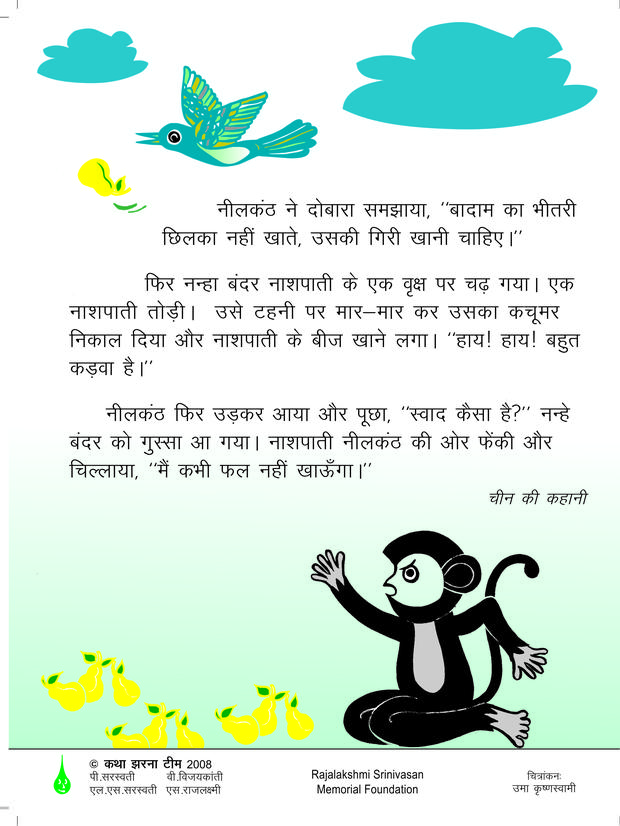 नीलकंठ ने दोबारा समझाया, ‘‘बादाम का भीतरी
छिलका नहीं खाते, उसकी गिरी खानी चाहिए।’’
फिर नन्हा बंदर नाशपाती के एक वृक्ष पर चढ़ गया। एक
नाशपाती तोड़ी। उसे टहनी पर मार–मार कर उसका कचूमर
निकाल दिया और नाशपाती के बीज खाने लगा। ‘‘हाय! हाय! बहुत
कड़वा है।’’
नीलकंठ फिर उड़कर आया और पूछा, ‘‘स्वाद कैसा है?’’ नन्हे
बंदर को गुस्सा आ गया। नाशपाती नीलकंठ की ओर फेंकी और
चिल्लाया, ‘‘मैं कभी फल नहीं खाऊँगा।’’
चीन की कहानी
© कथा झरना टीम 2008
पी.सरस्वती वी.विजयकांती
एल.एस.सरस्वती एस.राजलक्ष्मी
Rajalakshmi Srinivasan
Memorial Foundation
चित्रांकनः
उमा कृष्णस्वामी